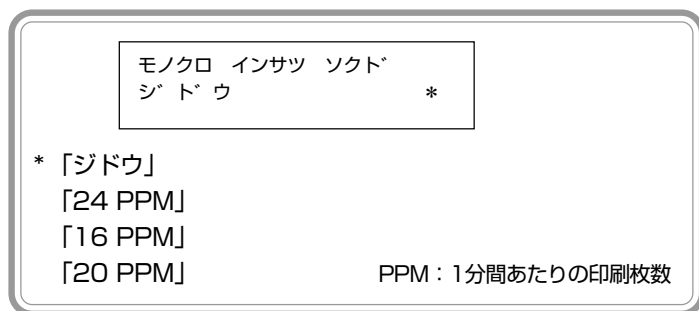 モノクロ インサツ ソクド
ジドウ *
*「ジドウ」
「24 PPM」
「16 PPM」
「20 PPM」 PPM:1分間あたりの印刷枚数